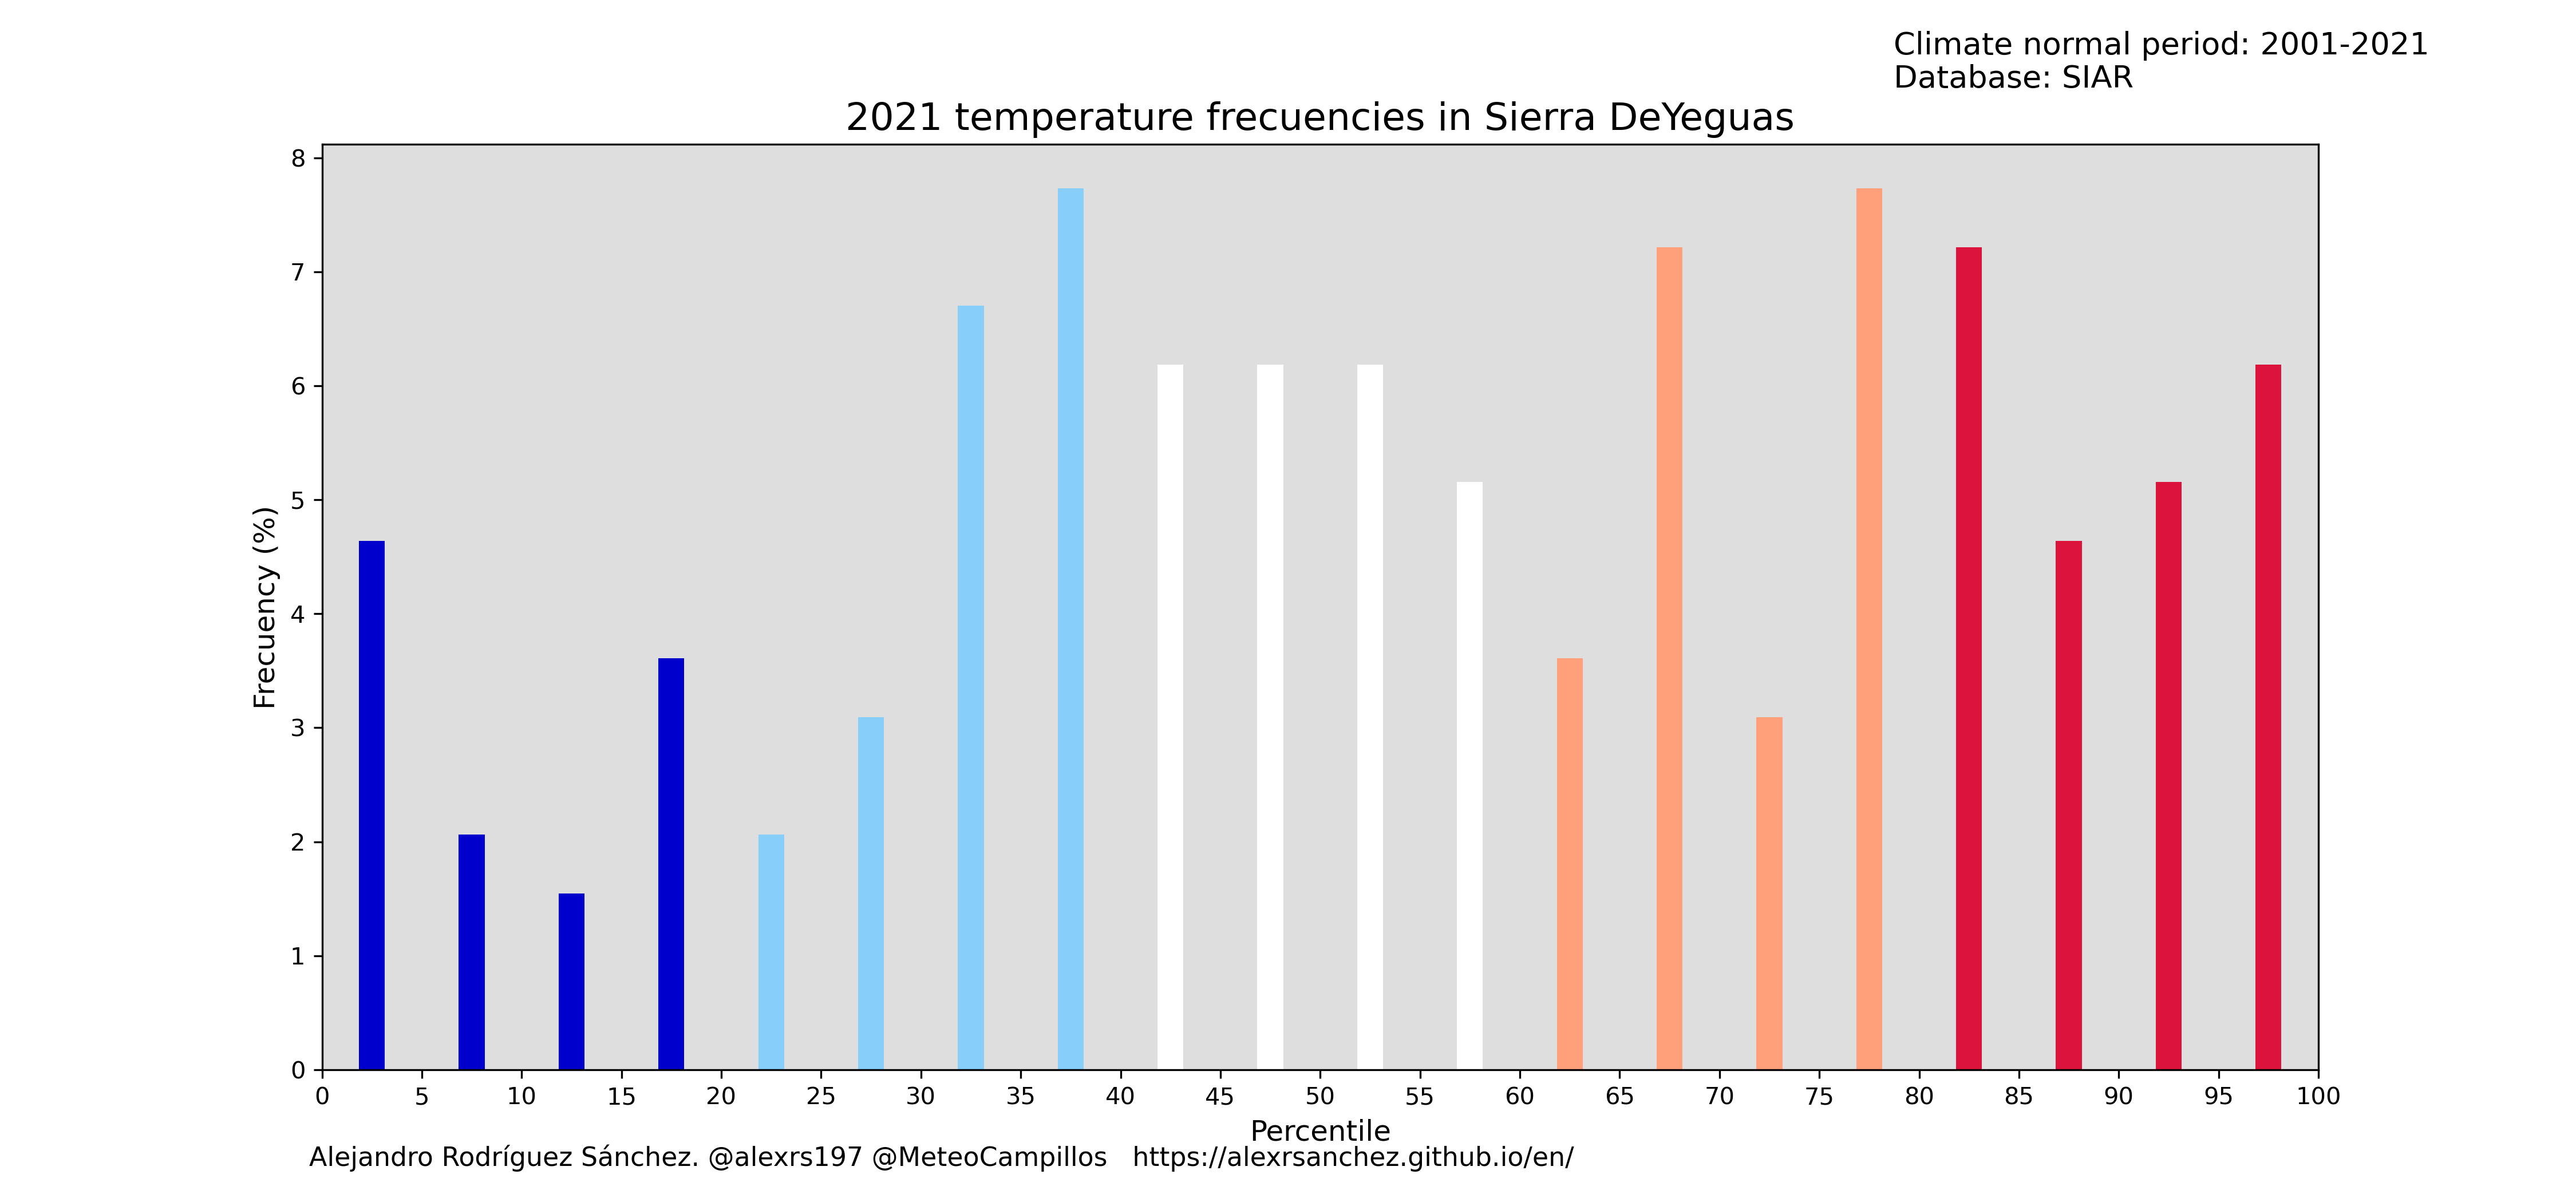 Climate normal period: 2001-2021
Database: SIAR
2021 temperature frecuencies in Sierra DeYeguas
8
7
6
5
4
3
2
1
0
Frecuency (%)
0 5 10 15 20 25 30 35 40 45 50 55 60 65 70 75 80 85 90 95 100
Percentile
Alejandro Rodríguez Sánchez. @alexrs197 @MeteoCampillos https://alexrsanchez.github.io/en/